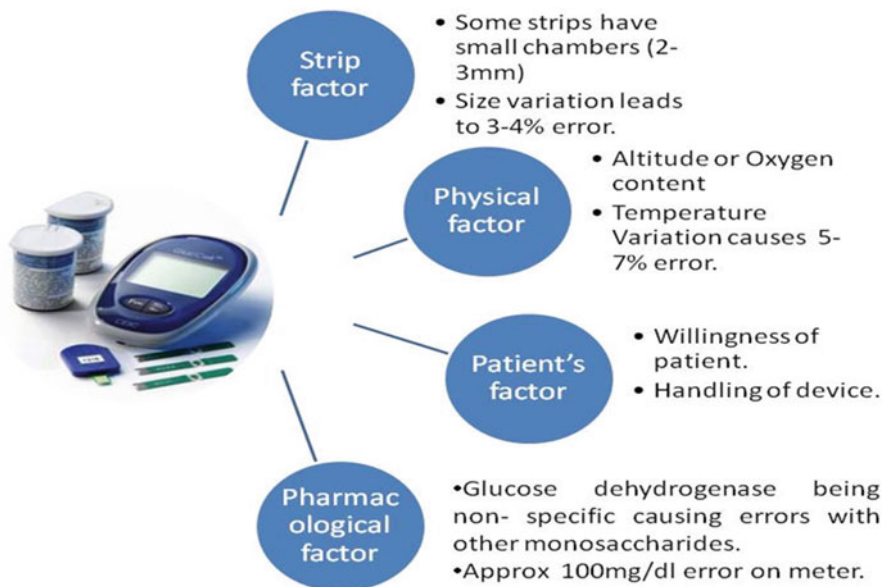 Strip
factor
• Some strips have
small chambers (2-
3mm)
• Size variation leads
to 3-4% error.
Physical
factor
• Altitude or Oxygen
content
• Temperature
Variation causes 5-
7% error.
Patient's
factor
• Willingness of
patient.
• Handling of device.
Pharmac
ological
factor
•Glucose dehydrogenase being
non- specific causing errors with
other monosaccharides.
•Approx 100mg/dl error on meter.